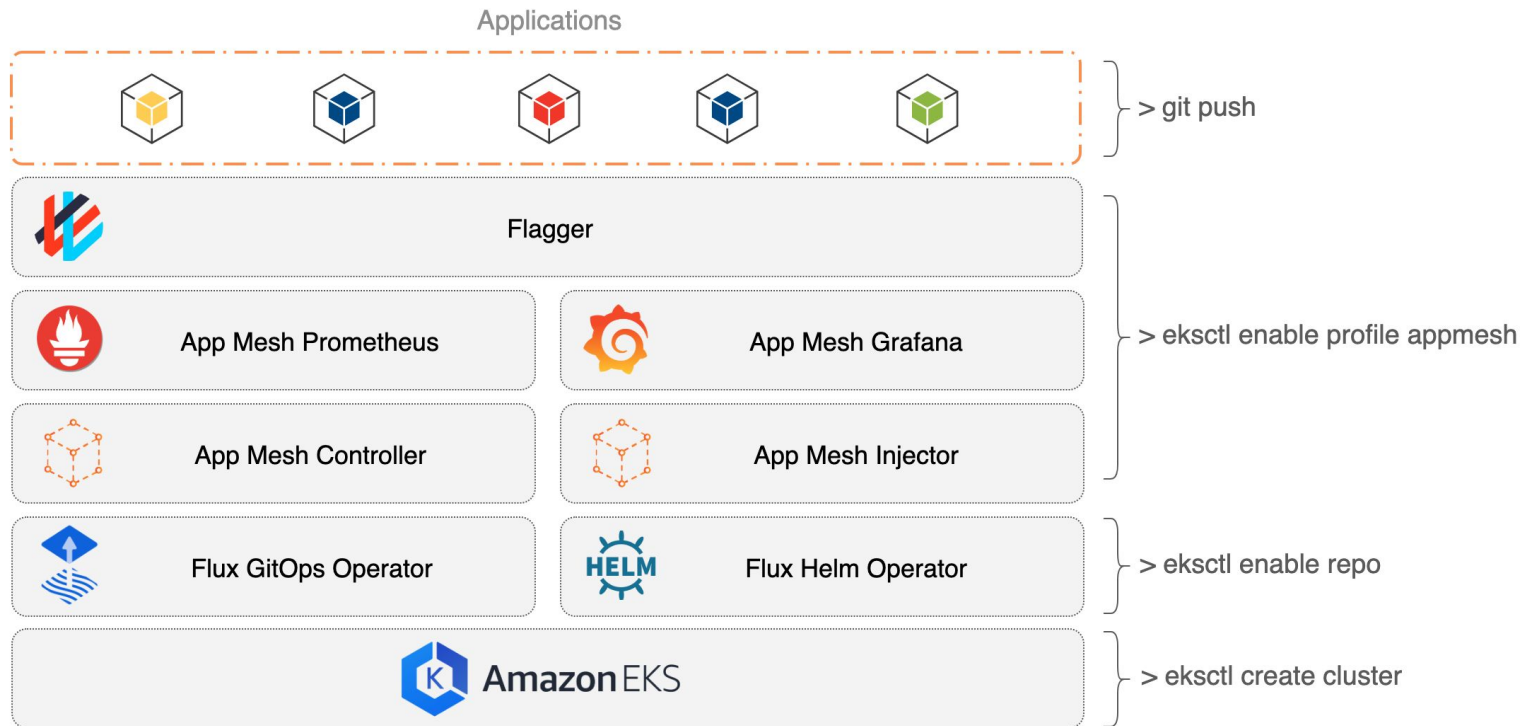 Applications
> git push
Flagger
App Mesh Prometheus
App Mesh Grafana
> eksctl enable profile appmesh
App Mesh Controller
App Mesh Injector
Flux GitOps Operator
HELM
Flux Helm Operator
> eksctl enable repo
K
Amazon EKS
> eksctl create cluster